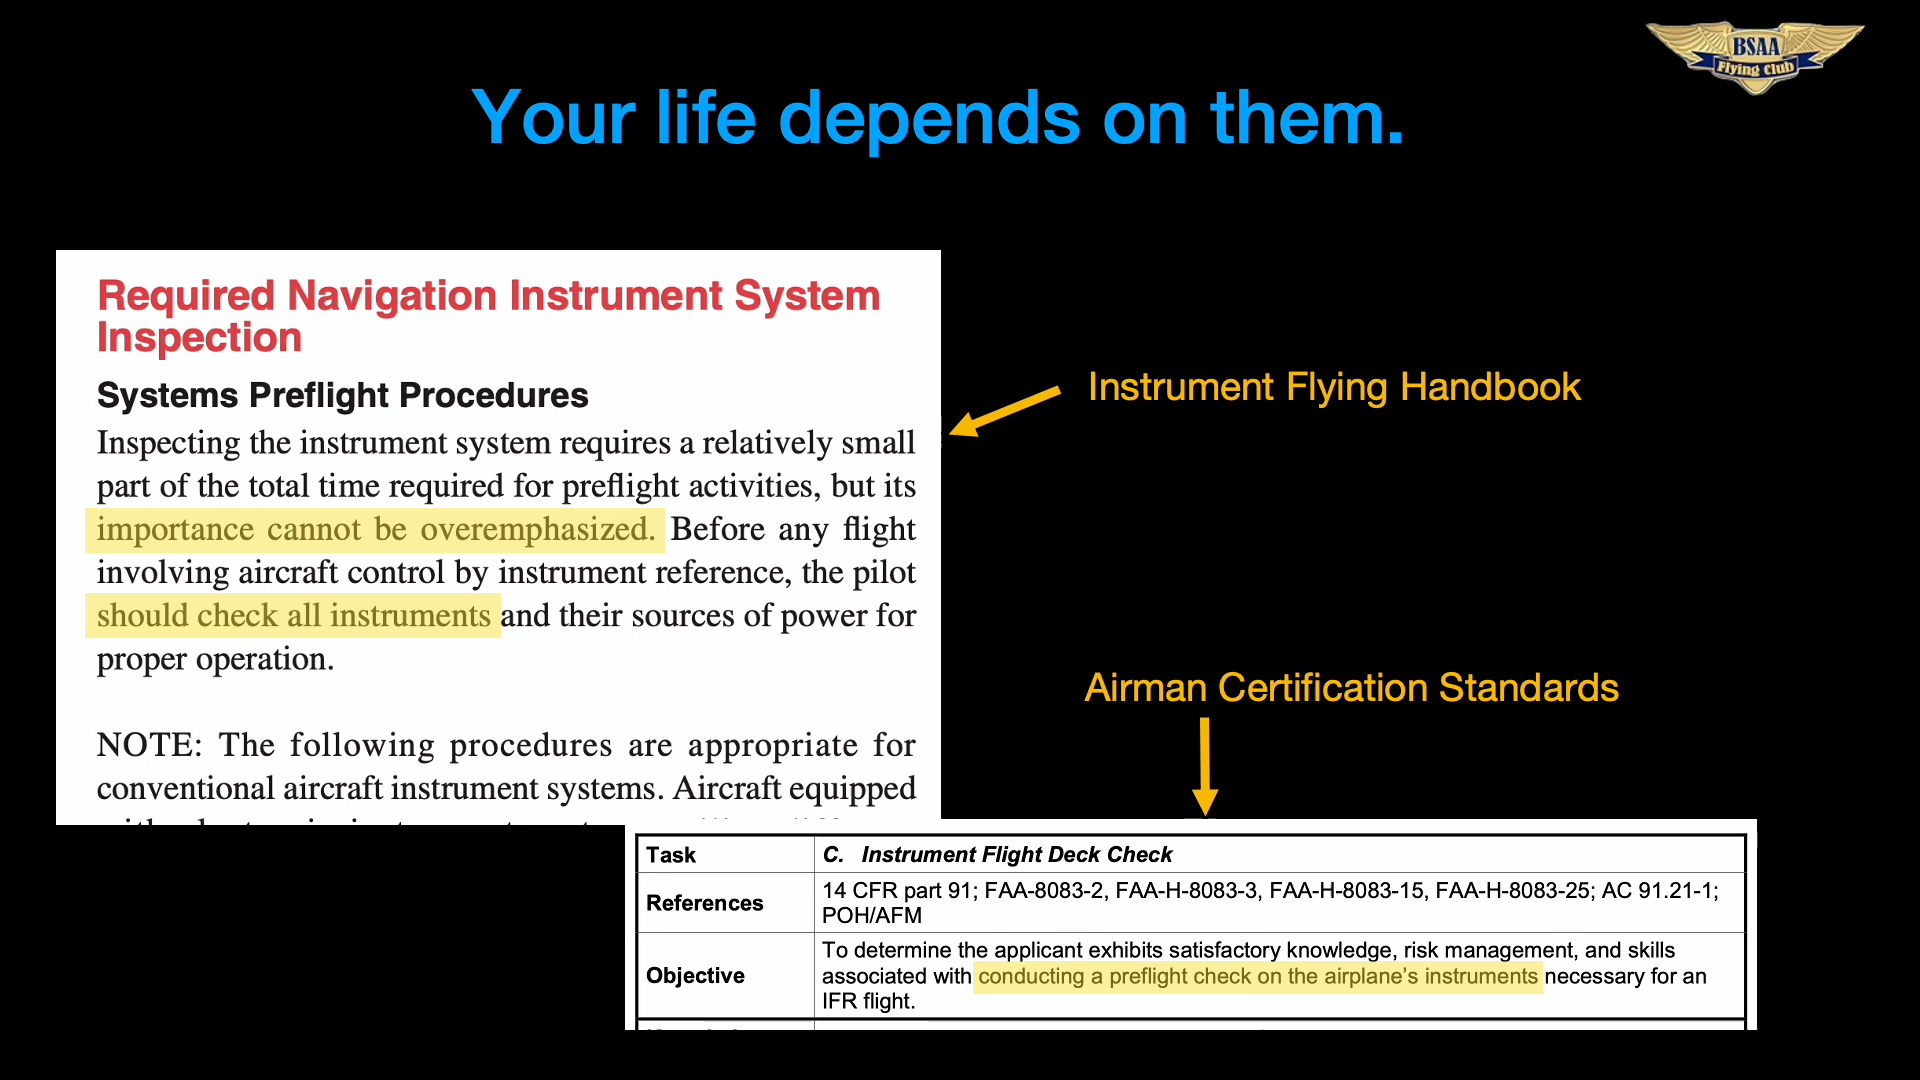 BSAA
Flying Club
Your life depends on them.
Required Navigation Instrument System
Inspection
Systems Preflight Procedures
Inspecting the instrument system requires a relatively small
part of the total time required for preflight activities, but its
importance cannot be overemphasized. Before any flight
involving aircraft control by instrument reference, the pilot
should check all instruments and their sources of power for
proper operation.
NOTE: The following procedures are appropriate for
conventional aircraft instrument systems. Aircraft equipped
Instrument Flying Handbook
Airman Certification Standards
Task C. Instrument Flight Deck Check
References 14 CFR part 91; FAA-8083-2, FAA-H-8083-3, FAA-H-8083-15, FAA-H-8083-25; AC 91.21-1;
POH/AFM
Objective To determine the applicant exhibits satisfactory knowledge, risk management, and skills
associated with conducting a preflight check on the airplane's instruments necessary for an
IFR flight.